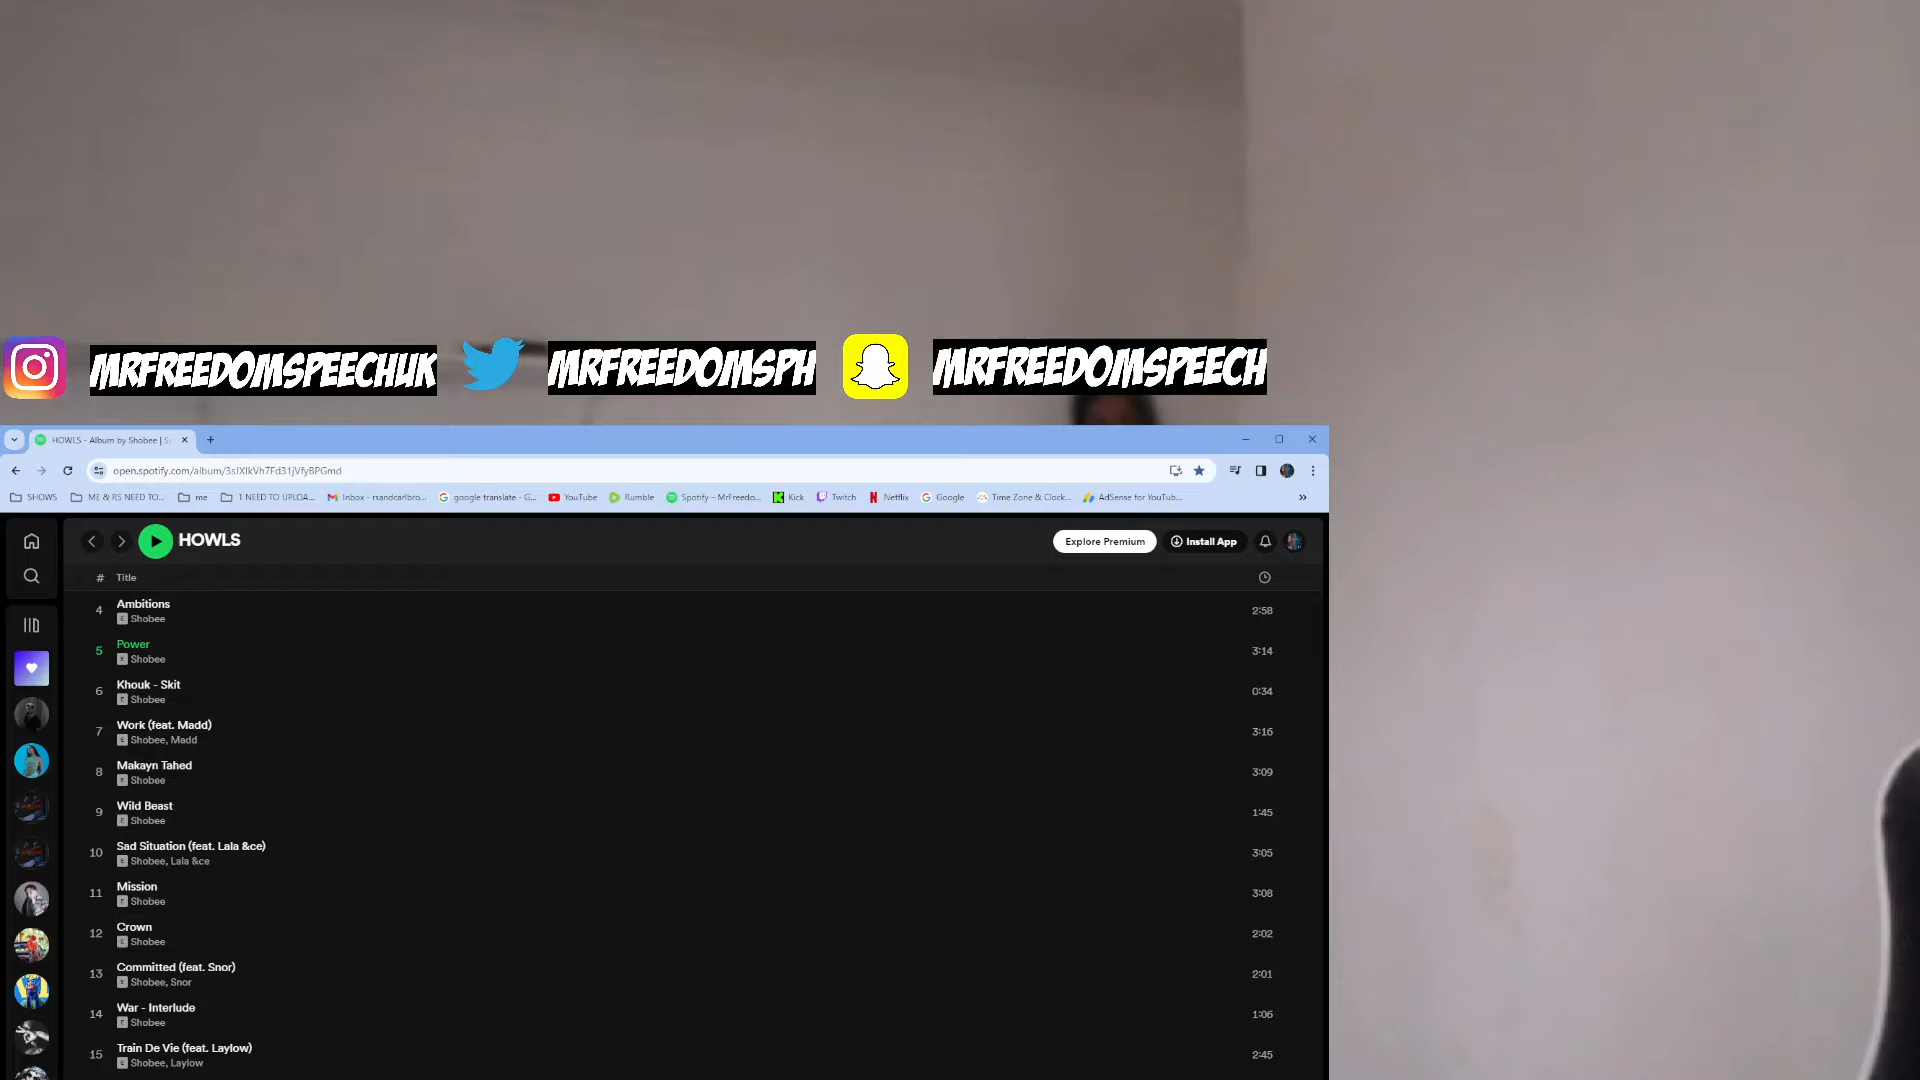 MRFREEDOMSPEECHUK MRFREEDOMSPH MRFREEDOMSPEECH
HOWLS - Album by Shobee | S
open.spotify.com/album/3sJXlkVh7Fd31jVfyBPGmd
SHOWS ME & RS NEED TO... me 1 NEED TO UPLOA... Inbox - rsandcarlbro... google translate - G... YouTube Rumble Spotify – MrFreedo... Kick Twitch Netflix Google Time Zone & Clock... AdSense for YouTub...
HOWLS Explore Premium Install App
# Title
4 Ambitions 2:58
E Shobee
5 Power 3:14
E Shobee
6 Khouk - Skit 0:34
E Shobee
7 Work (feat. Madd) 3:16
E Shobee, Madd
8 Makayn Tahed 3:09
E Shobee
9 Wild Beast 1:45
E Shobee
10 Sad Situation (feat. Lala &ce) 3:05
E Shobee, Lala &ce
11 Mission 3:08
E Shobee
12 Crown 2:02
E Shobee
13 Committed (feat. Snor) 2:01
E Shobee, Snor
14 War - Interlude 1:06
E Shobee
15 Train De Vie (feat. Laylow) 2:45
E Shobee, Laylow